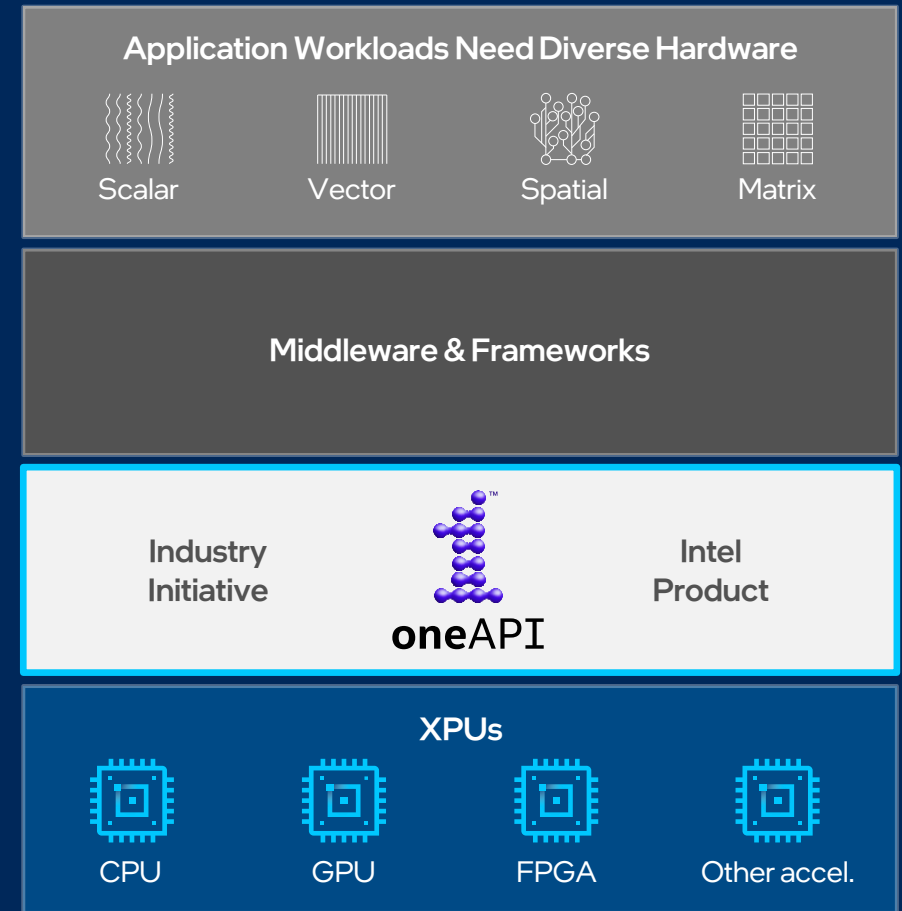 Application Workloads Need Diverse Hardware
Scalar
Vector
Spatial
Matrix
Middleware & Frameworks
Industry
Initiative
™
oneAPI
Intel
Product
XPUs
CPU
GPU
FPGA
Other accel.